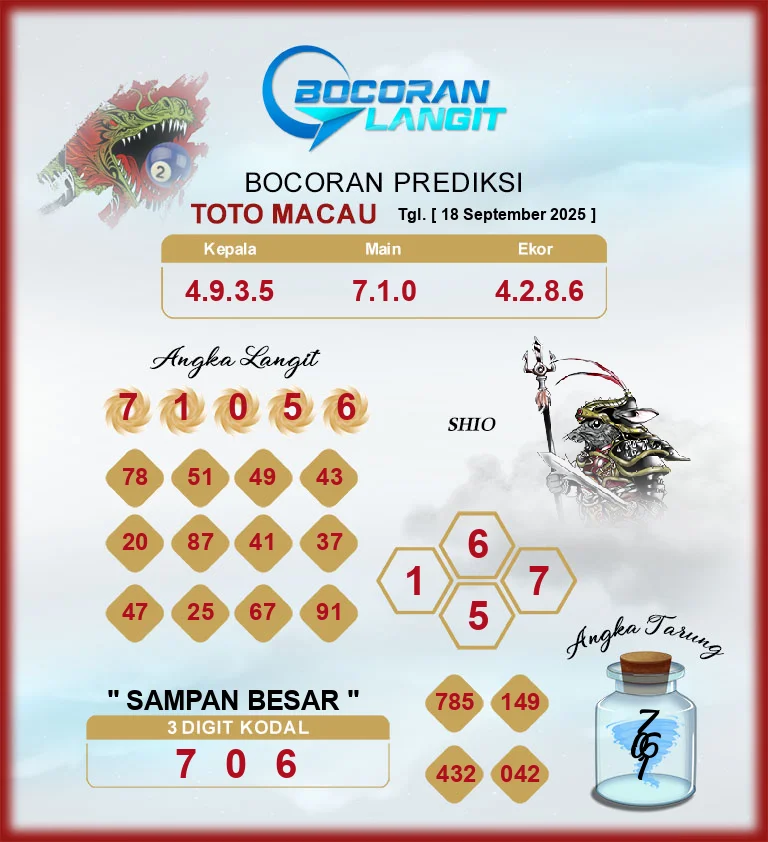 BOCORAN
LANGIT
BOCORAN PREDIKSI
TOTO MACAU Tgl. [ 18 September 2025 ]
Kepala Main Ekor
4.9.3.5 7.1.0 4.2.8.6
Angka Langit
7 1 0 5 6
78 51 49 43
20 87 41 37
47 25 67 91
2
SHIO
6
1 7
5
" SAMPAN BESAR "
3 DIGIT KODAL
7 0 6
785 149
432 042
Angka Tarung
7
06
1